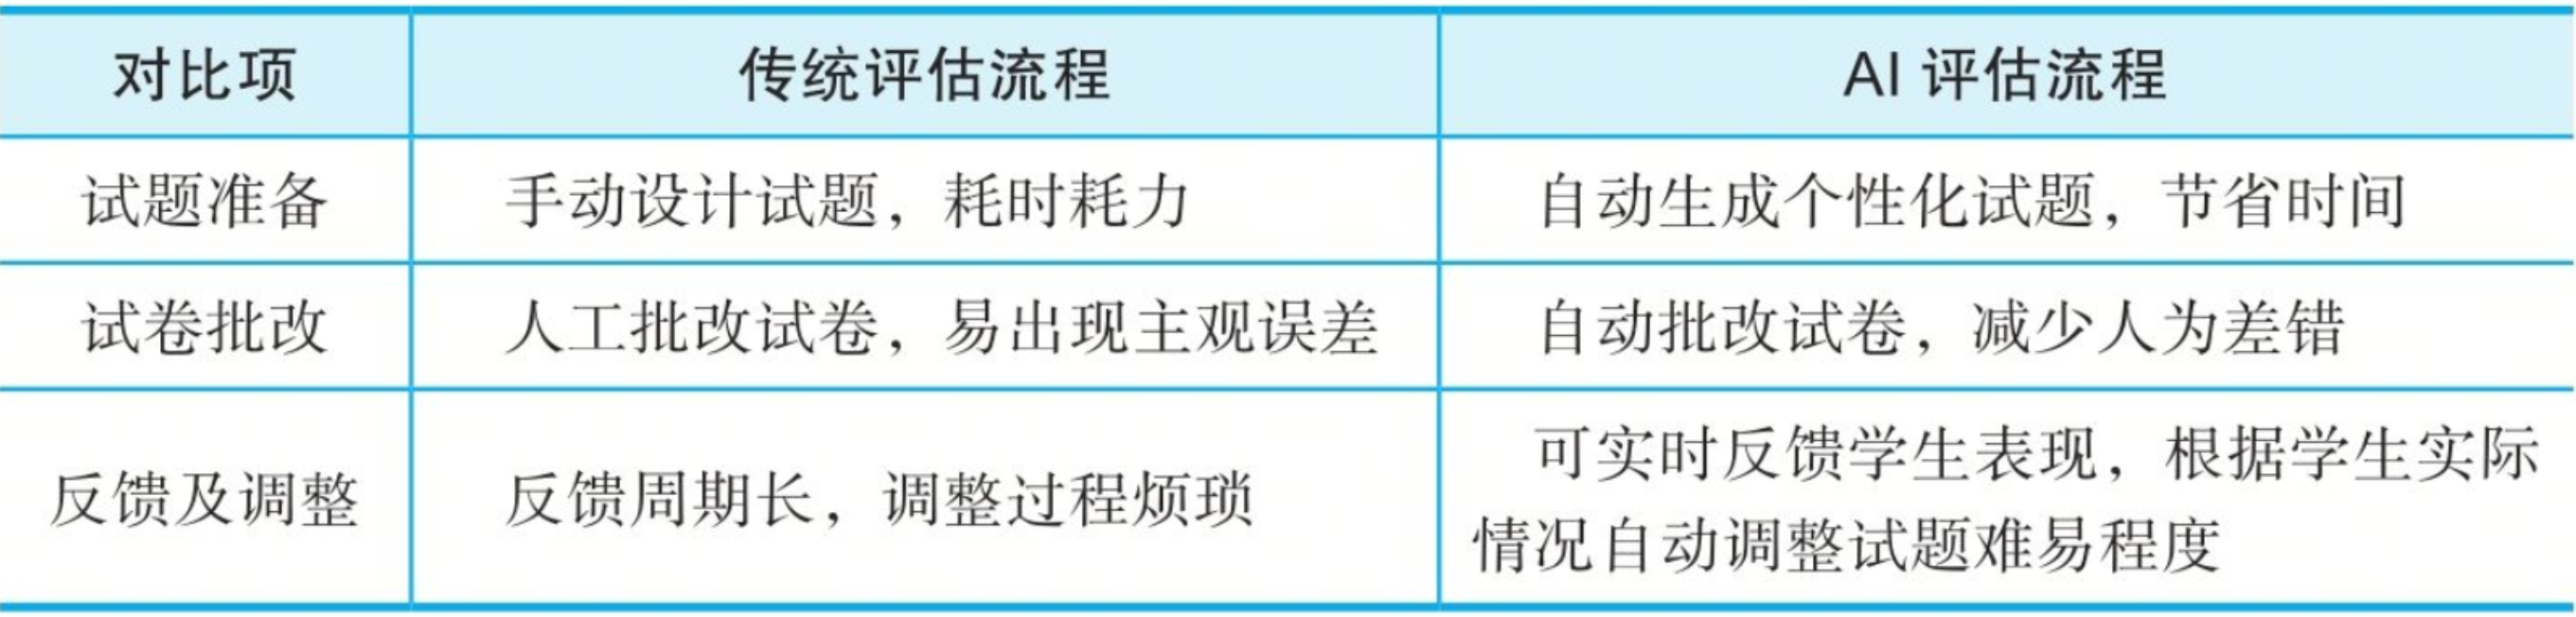 对比项
传统评估流程
AI 评估流程
试题准备
手动设计试题，耗时耗力
自动生成个性化试题，节省时间
试卷批改
人工批改试卷，易出现主观误差
自动批改试卷，减少人为差错
反馈及调整
反馈周期长，调整过程烦琐
可实时反馈学生表现，根据学生实际
情况自动调整试题难易程度